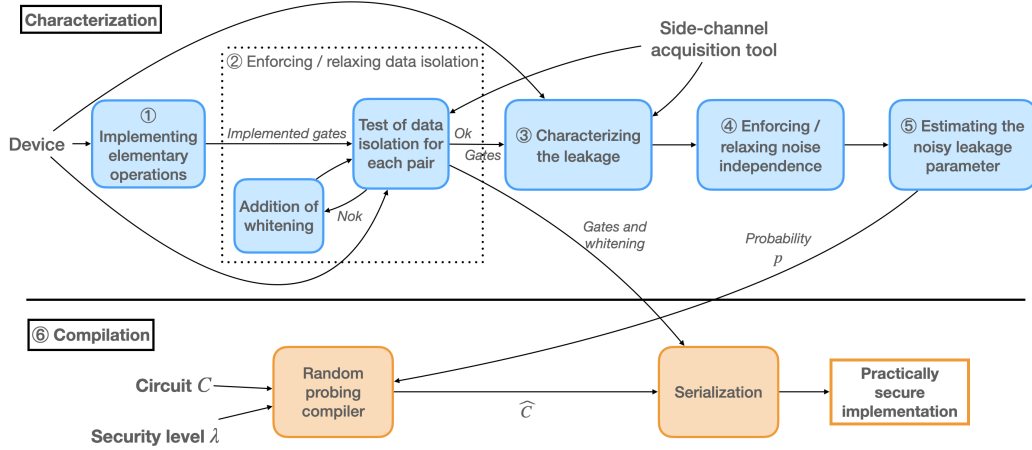 Characterization
Side-channel
acquisition tool
② Enforcing / relaxing data isolation
Device
①
Implementing
elementary
operations
Implemented gates
Test of data
isolation for
each pair
Ok
Gates
③ Characterizing
the leakage
④ Enforcing /
relaxing noise
independence
⑤ Estimating the
noisy leakage
parameter
Addition of
whitening
Nok
Gates and
whitening
Probability
p
⑥ Compilation
Circuit C
Security level λ
Random
probing
compiler
Ĉ
Serialization
Practically
secure
implementation